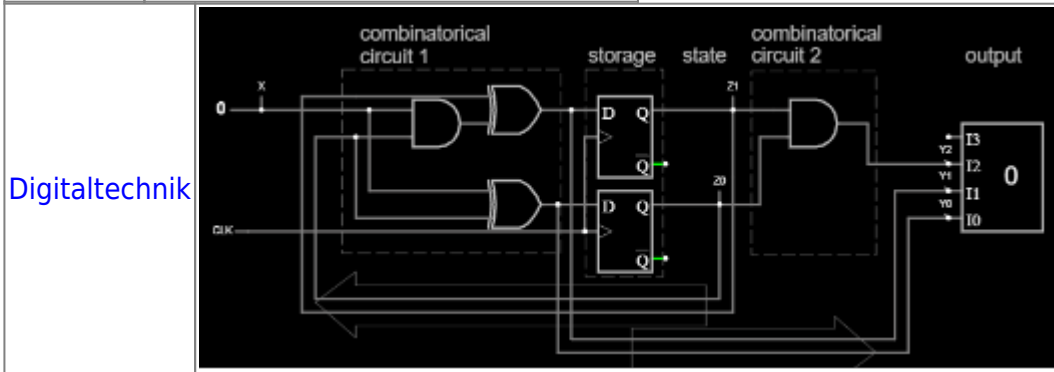 Digitaltechnik
combinatorical
circuit 1
storage
state
combinatorical
circuit 2
output
X
0
Z1
D Q
Q
Z0
D Q
Q
CLK
Y2
Y1
Y0
I3
I2
I1
I0
0